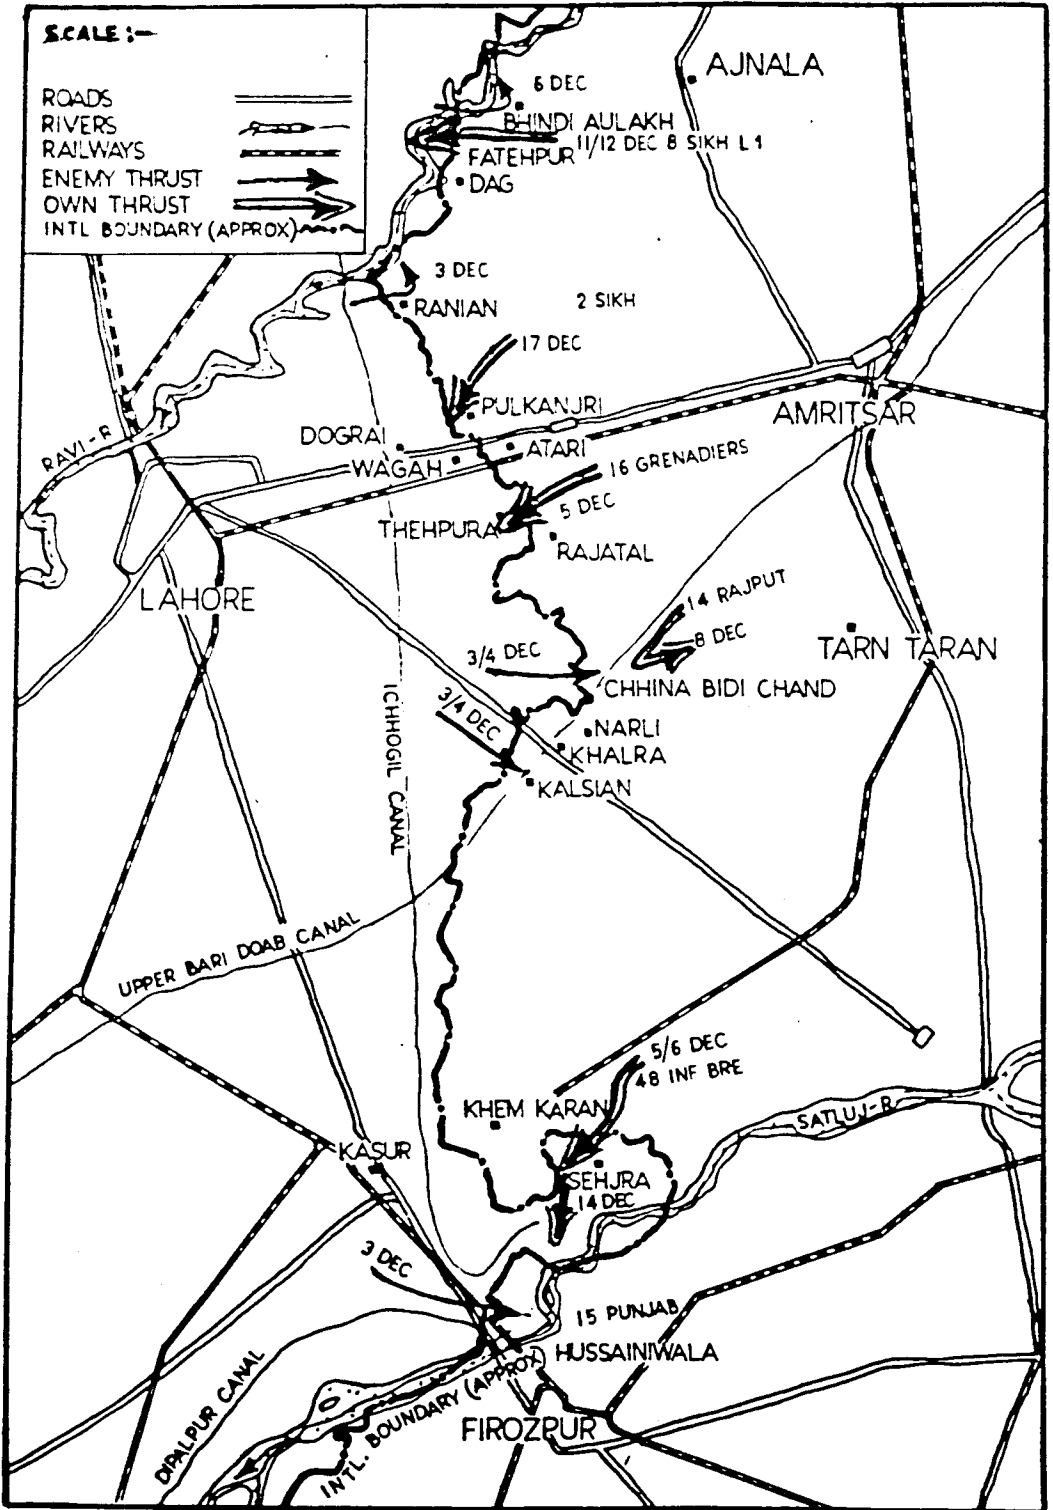 SCALE :-
ROADS
RIVERS
RAILWAYS
ENEMY THRUST
OWN THRUST
INTL BOUNDARY (APPROX)
AJNALA
6 DEC
BHINDI AULAKH
11/12 DEC 8 SIKH L1
FATEHPUR
DAG
3 DEC
RANIAN
2 SIKH
17 DEC
PULKANJRI
AMRITSAR
DOGRAI
ATARI
RAVI-R
WAGAH
16 GRENADIERS
5 DEC
THEHPURA
RAJATAL
LAHORE
14 RAJPUT
8 DEC
TARN TARAN
3/4 DEC
CHHINA BIDI CHAND
3/4 DEC
NARLI
KHALRA
KALSIAN
ICHHOGIL CANAL
UPPER BARI DOAB CANAL
5/6 DEC
48 INF BRE
KHEM KARAN
SATLUJ-R
KASUR
SEHJRA
14 DEC
3 DEC
15 PUNJAB
HUSSAINIWALA
DIPALPUR CANAL
INTL. BOUNDARY (APPROX)
FIROZPUR